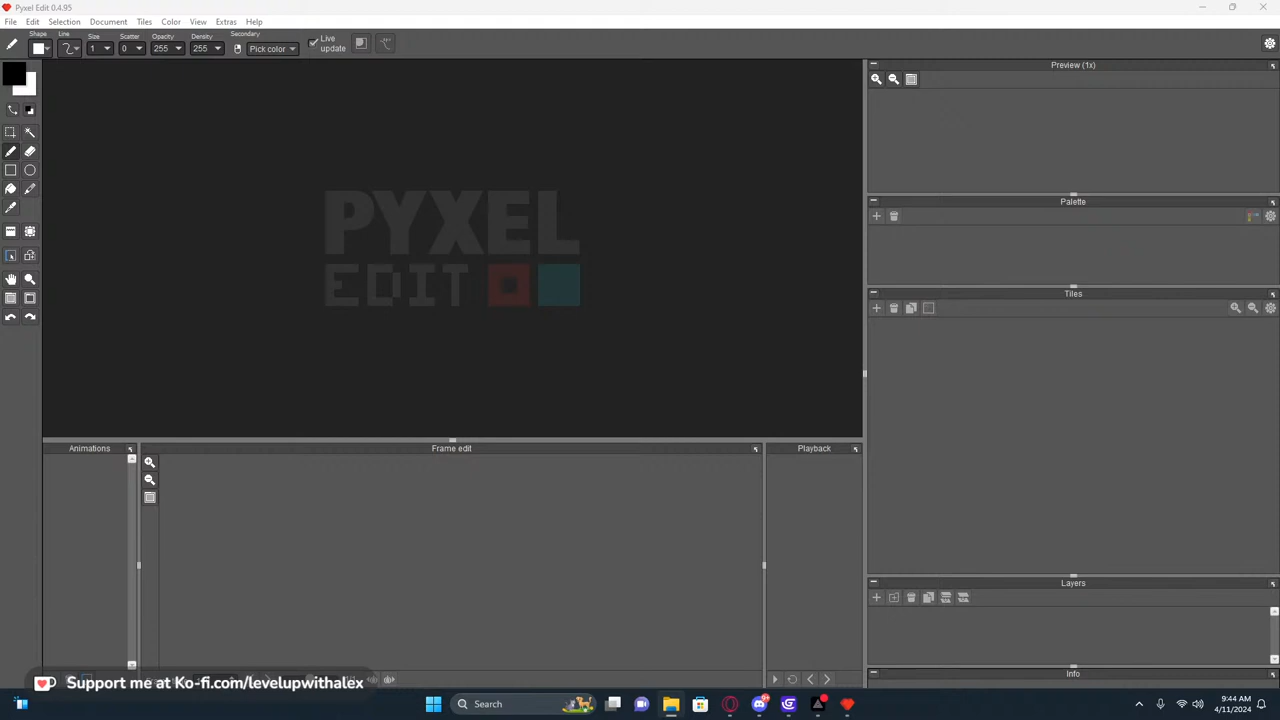 Pyxel Edit 0.4.95
File Edit Selection Document Tiles Color View Extras Help
Shape Line Size Scatter Opacity Density Secondary
1 0 255 255 Pick color
Live update
Preview (1x)
Palette
PYXEL
EDIT
Tiles
Animations Frame edit Playback
Layers
Info
Support me at Ko-fi.com/levelupwithalex
Search
9:44 AM
4/11/2024